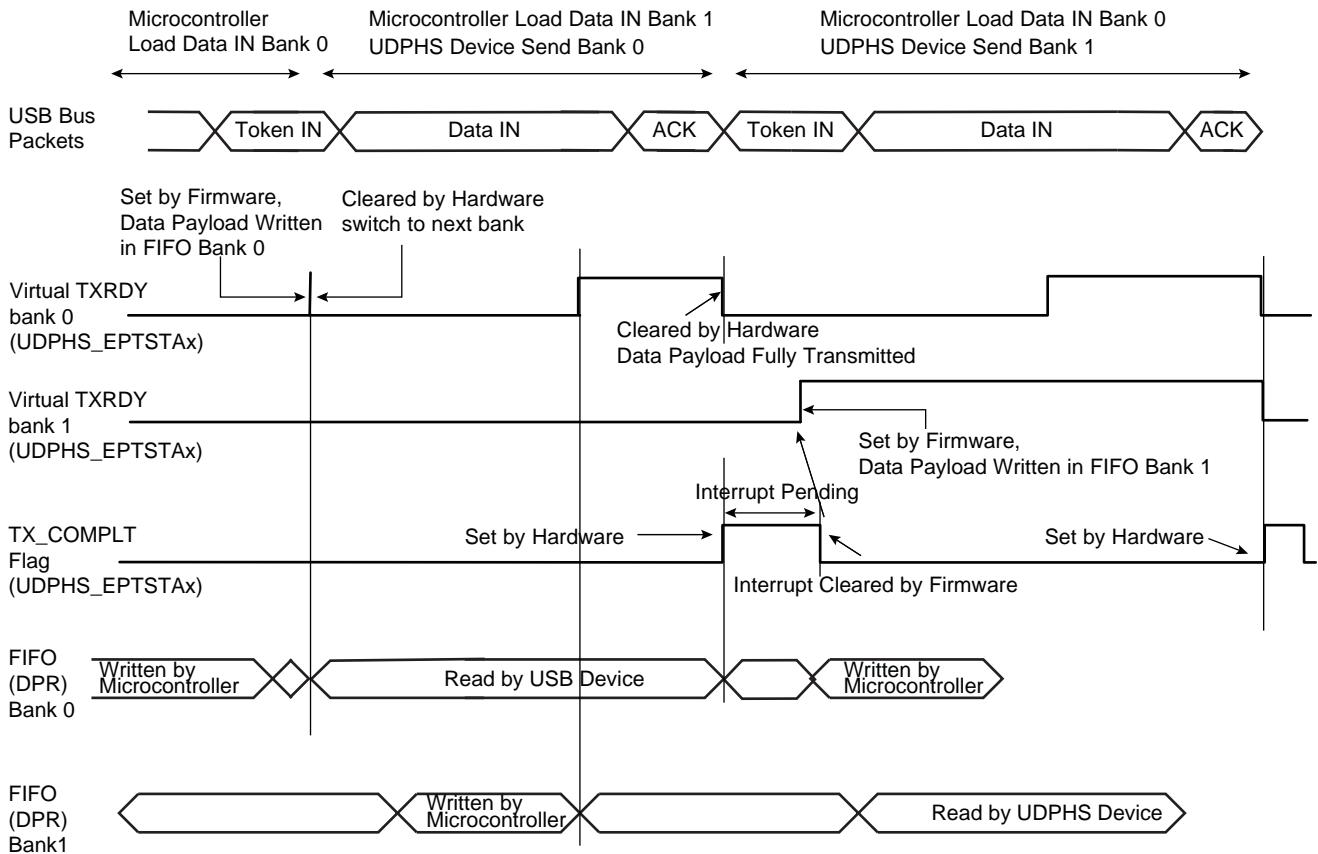 Microcontroller
Load Data IN Bank 0
Microcontroller Load Data IN Bank 1
UDPHS Device Send Bank 0
Microcontroller Load Data IN Bank 0
UDPHS Device Send Bank 1
USB Bus
Packets
Token IN
Data IN
ACK
Token IN
Data IN
ACK
Set by Firmware,
Data Payload Written
in FIFO Bank 0
Cleared by Hardware
switch to next bank
Virtual TXRDY
bank 0
(UDPHS_EPTSTAx)
Cleared by Hardware
Data Payload Fully Transmitted
Virtual TXRDY
bank 1
(UDPHS_EPTSTAx)
Set by Firmware,
Data Payload Written in FIFO Bank 1
Interrupt Pending
TX_COMPLT
Flag
(UDPHS_EPTSTAx)
Set by Hardware
Set by Hardware
Interrupt Cleared by Firmware
FIFO
(DPR)
Bank 0
Written by
Microcontroller
Read by USB Device
Written by
Microcontroller
FIFO
(DPR)
Bank1
Written by
Microcontroller
Read by UDPHS Device